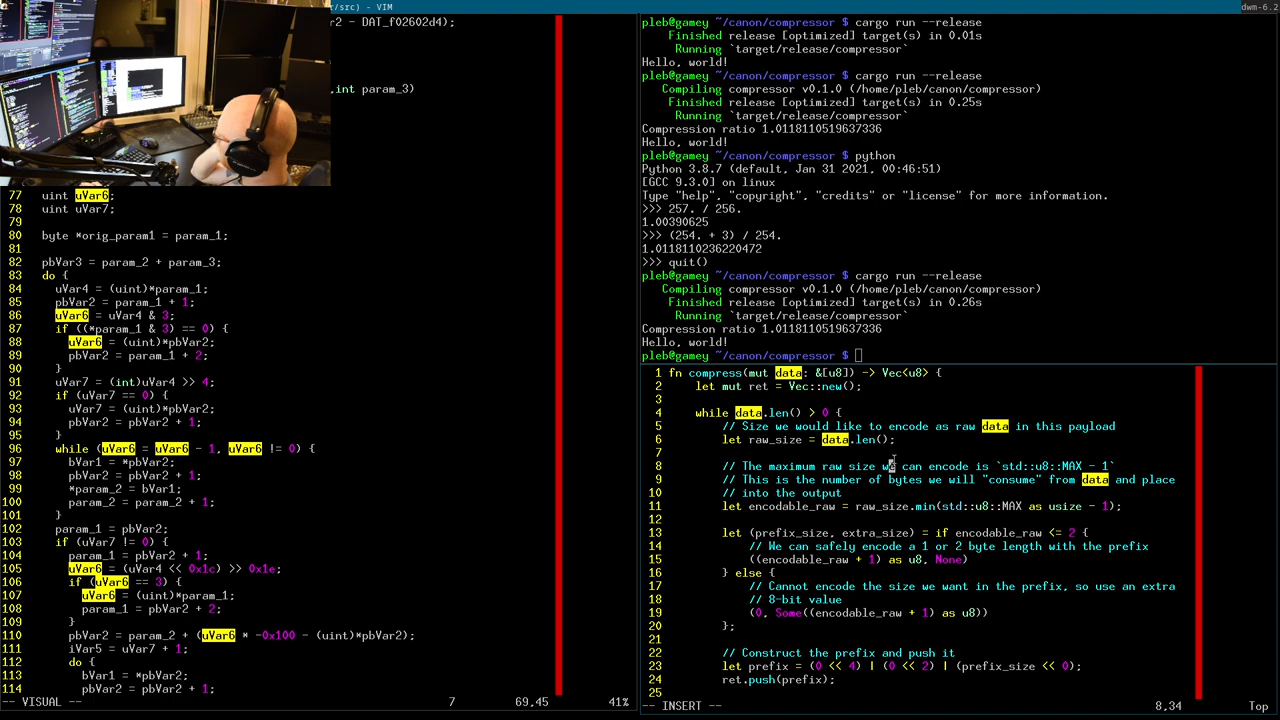 r/src) - VIM
dwm-6.2
r2 - DAT_f02602d4);
,int param_3)
77 uint uVar6;
78 uint uVar7;
79
80 byte *orig_param1 = param_1;
81
82 pbVar3 = param_2 + param_3;
83 do {
84 uVar4 = (uint)*param_1;
85 pbVar2 = param_1 + 1;
86 uVar6 = uVar4 & 3;
87 if ((*param_1 & 3) == 0) {
88 uVar6 = (uint)*pbVar2;
89 pbVar2 = param_1 + 2;
90 }
91 uVar7 = (int)uVar4 >> 4;
92 if (uVar7 == 0) {
93 uVar7 = (uint)*pbVar2;
94 pbVar2 = pbVar2 + 1;
95 }
96 while (uVar6 = uVar6 - 1, uVar6 != 0) {
97 bVar1 = *pbVar2;
98 pbVar2 = pbVar2 + 1;
99 *param_2 = bVar1;
100 param_2 = param_2 + 1;
101 }
102 param_1 = pbVar2;
103 if (uVar7 != 0) {
104 param_1 = pbVar2 + 1;
105 uVar6 = (uVar4 << 0x1c) >> 0x1e;
106 if (uVar6 == 3) {
107 uVar6 = (uint)*param_1;
108 param_1 = pbVar2 + 2;
109 }
110 pbVar2 = param_2 + (uVar6 * -0x100 - (uint)*pbVar2);
111 iVar5 = uVar7 + 1;
112 do {
113 bVar1 = *pbVar2;
114 pbVar2 = pbVar2 + 1;
-- VISUAL -- 7 69,45 41%
pleb@gamey ~/canon/compressor $ cargo run --release
Finished release [optimized] target(s) in 0.01s
Running `target/release/compressor`
Hello, world!
pleb@gamey ~/canon/compressor $ cargo run --release
Compiling compressor v0.1.0 (/home/pleb/canon/compressor)
Finished release [optimized] target(s) in 0.25s
Running `target/release/compressor`
Compression ratio 1.0118110519637336
Hello, world!
pleb@gamey ~/canon/compressor $ python
Python 3.8.7 (default, Jan 31 2021, 00:46:51)
[GCC 9.3.0] on linux
Type "help", "copyright", "credits" or "license" for more information.
>>> 257. / 256.
1.00390625
>>> (254. + 3) / 254.
1.0118110236220472
>>> quit()
pleb@gamey ~/canon/compressor $ cargo run --release
Compiling compressor v0.1.0 (/home/pleb/canon/compressor)
Finished release [optimized] target(s) in 0.26s
Running `target/release/compressor`
Compression ratio 1.0118110519637336
Hello, world!
pleb@gamey ~/canon/compressor $
1 fn compress(mut data: &[u8]) -> Vec<u8> {
2 let mut ret = Vec::new();
3
4 while data.len() > 0 {
5 // Size we would like to encode as raw data in this payload
6 let raw_size = data.len();
7
8 // The maximum raw size we can encode is `std::u8::MAX - 1`
9 // This is the number of bytes we will "consume" from data and place
10 // into the output
11 let encodable_raw = raw_size.min(std::u8::MAX as usize - 1);
12
13 let (prefix_size, extra_size) = if encodable_raw <= 2 {
14 // We can safely encode a 1 or 2 byte length with the prefix
15 ((encodable_raw + 1) as u8, None)
16 } else {
17 // Cannot encode the size we want in the prefix, so use an extra
18 // 8-bit value
19 (0, Some((encodable_raw + 1) as u8))
20 };
21
22 // Construct the prefix and push it
23 let prefix = (0 << 4) | (0 << 2) | (prefix_size << 0);
24 ret.push(prefix);
25
-- INSERT -- 8,34 Top